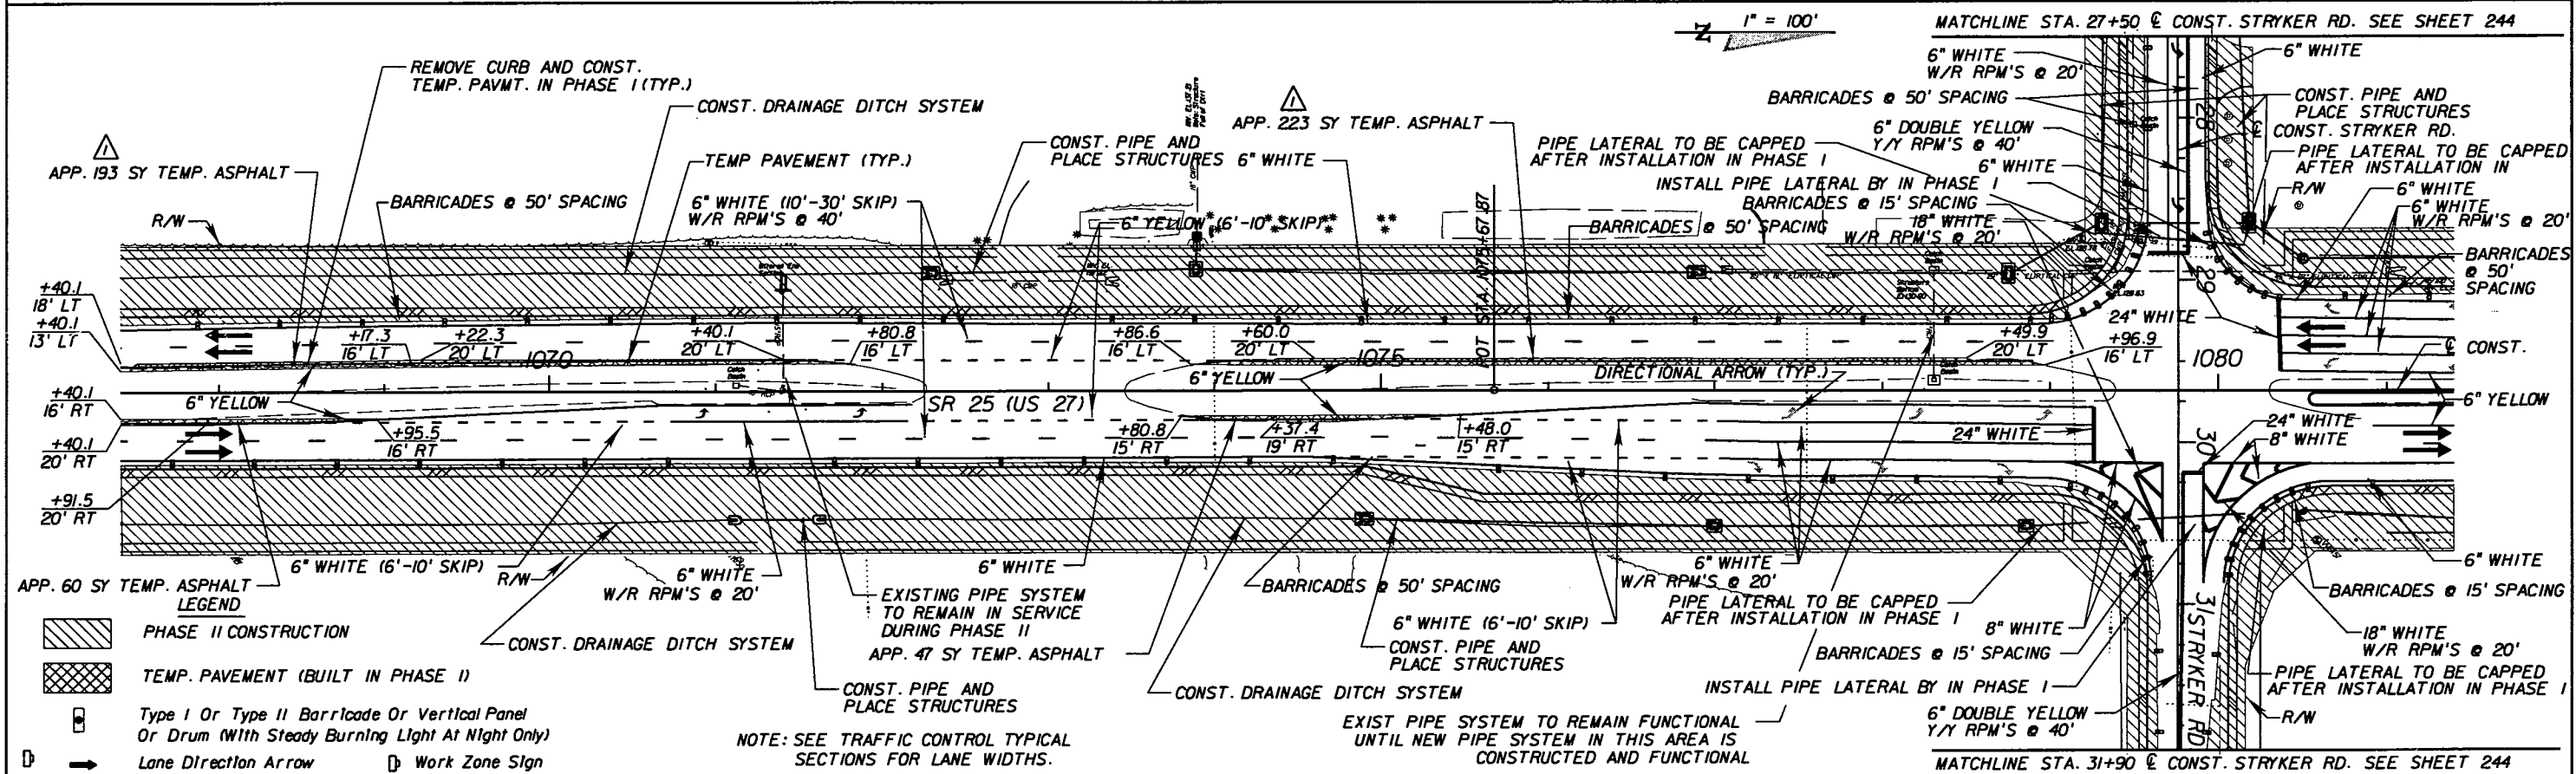 1" = 100'
N
MATCHLINE STA. 27+50 ℄ CONST. STRYKER RD. SEE SHEET 244
6" WHITE
W/R RPM'S @ 20'
6" WHITE
REMOVE CURB AND CONST.
TEMP. PAVMT. IN PHASE I (TYP.)
CONST. DRAINAGE DITCH SYSTEM
BARRICADES @ 50' SPACING
CONST. PIPE AND
PLACE STRUCTURES
1
APP. 193 SY TEMP. ASPHALT
TEMP PAVEMENT (TYP.)
CONST. PIPE AND
PLACE STRUCTURES
6" WHITE
1
APP. 223 SY TEMP. ASPHALT
PIPE LATERAL TO BE CAPPED
AFTER INSTALLATION IN PHASE I
6" DOUBLE YELLOW
Y/Y RPM'S @ 40'
28
℄ CONST. STRYKER RD.
PIPE LATERAL TO BE CAPPED
AFTER INSTALLATION IN
6" WHITE
INSTALL PIPE LATERAL BY IN PHASE I
BARRICADES @ 15' SPACING
18" WHITE
W/R RPM'S @ 20'
R/W
6" WHITE
6" WHITE
W/R RPM'S @ 20'
R/W
BARRICADES @ 50' SPACING
6" WHITE (10'-30' SKIP)
W/R RPM'S @ 40'
18' CMP
6" YELLOW (6'-10' SKIP)
POT STA. 1075+67.87
BARRICADES @ 50' SPACING
BARRICADES
@ 50'
SPACING
29
24" WHITE
+40.1
18' LT
+40.1
13' LT
+17.3
16' LT
+22.3
20' LT
1070
+40.1
20' LT
+80.8
16' LT
+86.6
16' LT
+60.0
20' LT
1075
+49.9
20' LT
+96.9
16' LT
1080
℄ CONST.
Catch
Basin
6" YELLOW
DIRECTIONAL ARROW (TYP.)
SR 25 (US 27)
6" YELLOW
6" YELLOW
+40.1
16' RT
+40.1
20' RT
+91.5
20' RT
+95.5
16' RT
+80.8
15' RT
+37.4
19' RT
+48.0
15' RT
24" WHITE
30
24" WHITE
8" WHITE
6" WHITE (6'-10' SKIP)
R/W
6" WHITE
W/R RPM'S @ 20'
6" WHITE
BARRICADES @ 50' SPACING
6" WHITE
W/R RPM'S @ 20'
6" WHITE
APP. 60 SY TEMP. ASPHALT
EXISTING PIPE SYSTEM
TO REMAIN IN SERVICE
DURING PHASE II
PIPE LATERAL TO BE CAPPED
AFTER INSTALLATION IN PHASE I
BARRICADES @ 15' SPACING
LEGEND
PHASE II CONSTRUCTION
CONST. DRAINAGE DITCH SYSTEM
APP. 47 SY TEMP. ASPHALT
6" WHITE (6'-10' SKIP)
CONST. PIPE AND
PLACE STRUCTURES
8" WHITE
BARRICADES @ 15' SPACING
31
STRYKER RD
18" WHITE
W/R RPM'S @ 20'
PIPE LATERAL TO BE CAPPED
AFTER INSTALLATION IN PHASE I
TEMP. PAVEMENT (BUILT IN PHASE I)
CONST. PIPE AND
PLACE STRUCTURES
CONST. DRAINAGE DITCH SYSTEM
INSTALL PIPE LATERAL BY IN PHASE I
Type I Or Type II Barricade Or Vertical Panel
Or Drum (With Steady Burning Light At Night Only)
EXIST PIPE SYSTEM TO REMAIN FUNCTIONAL
UNTIL NEW PIPE SYSTEM IN THIS AREA IS
CONSTRUCTED AND FUNCTIONAL
6" DOUBLE YELLOW
Y/Y RPM'S @ 40'
R/W
Lane Direction Arrow
Work Zone Sign
NOTE: SEE TRAFFIC CONTROL TYPICAL
SECTIONS FOR LANE WIDTHS.
MATCHLINE STA. 31+90 ℄ CONST. STRYKER RD. SEE SHEET 244